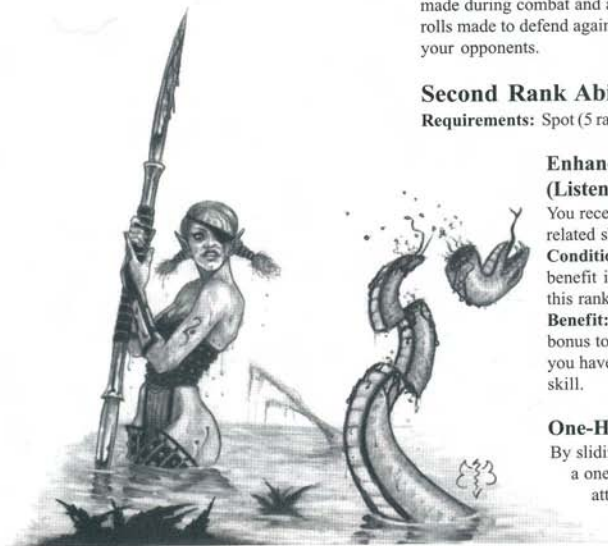 made during combat and a
rolls made to defend again
your opponents.
Second Rank Abi
Requirements: Spot (5 ra
Enhan
(Listen
You rece
related s
Conditio
benefit i
this rank
Benefit:
bonus to
you have
skill.
One-H
By slidi
a one
att